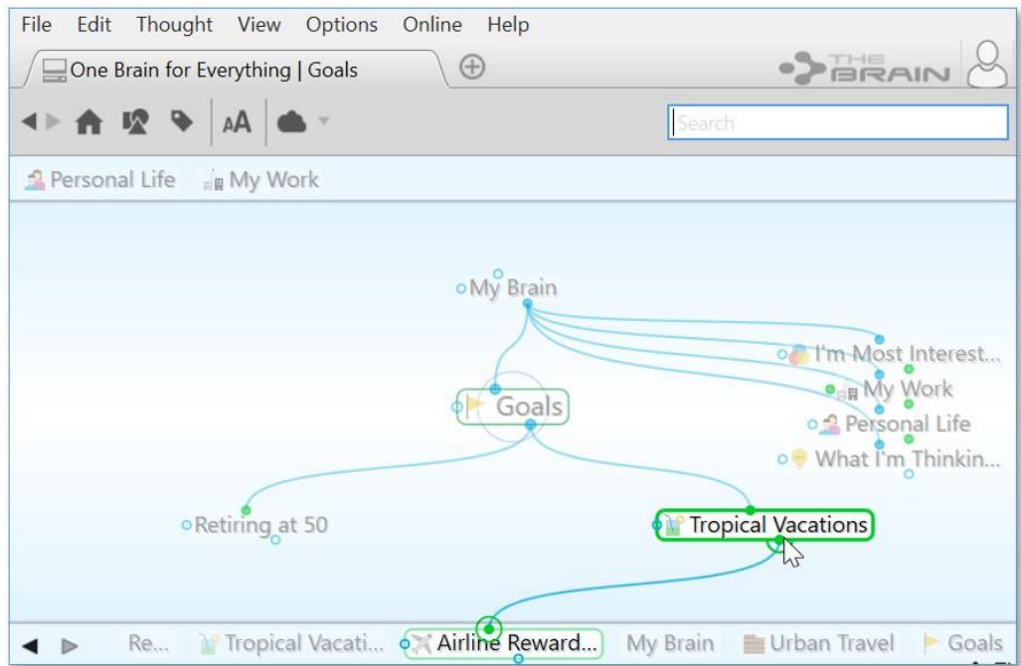 File Edit Thought View Options Online Help
One Brain for Everything | Goals
THE BRAIN
AA
Search
Personal Life My Work
My Brain
I'm Most Interest...
My Work
Goals
Personal Life
What I'm Thinkin...
Retiring at 50
Tropical Vacations
Re... Tropical Vacati... Airline Reward... My Brain Urban Travel Goals